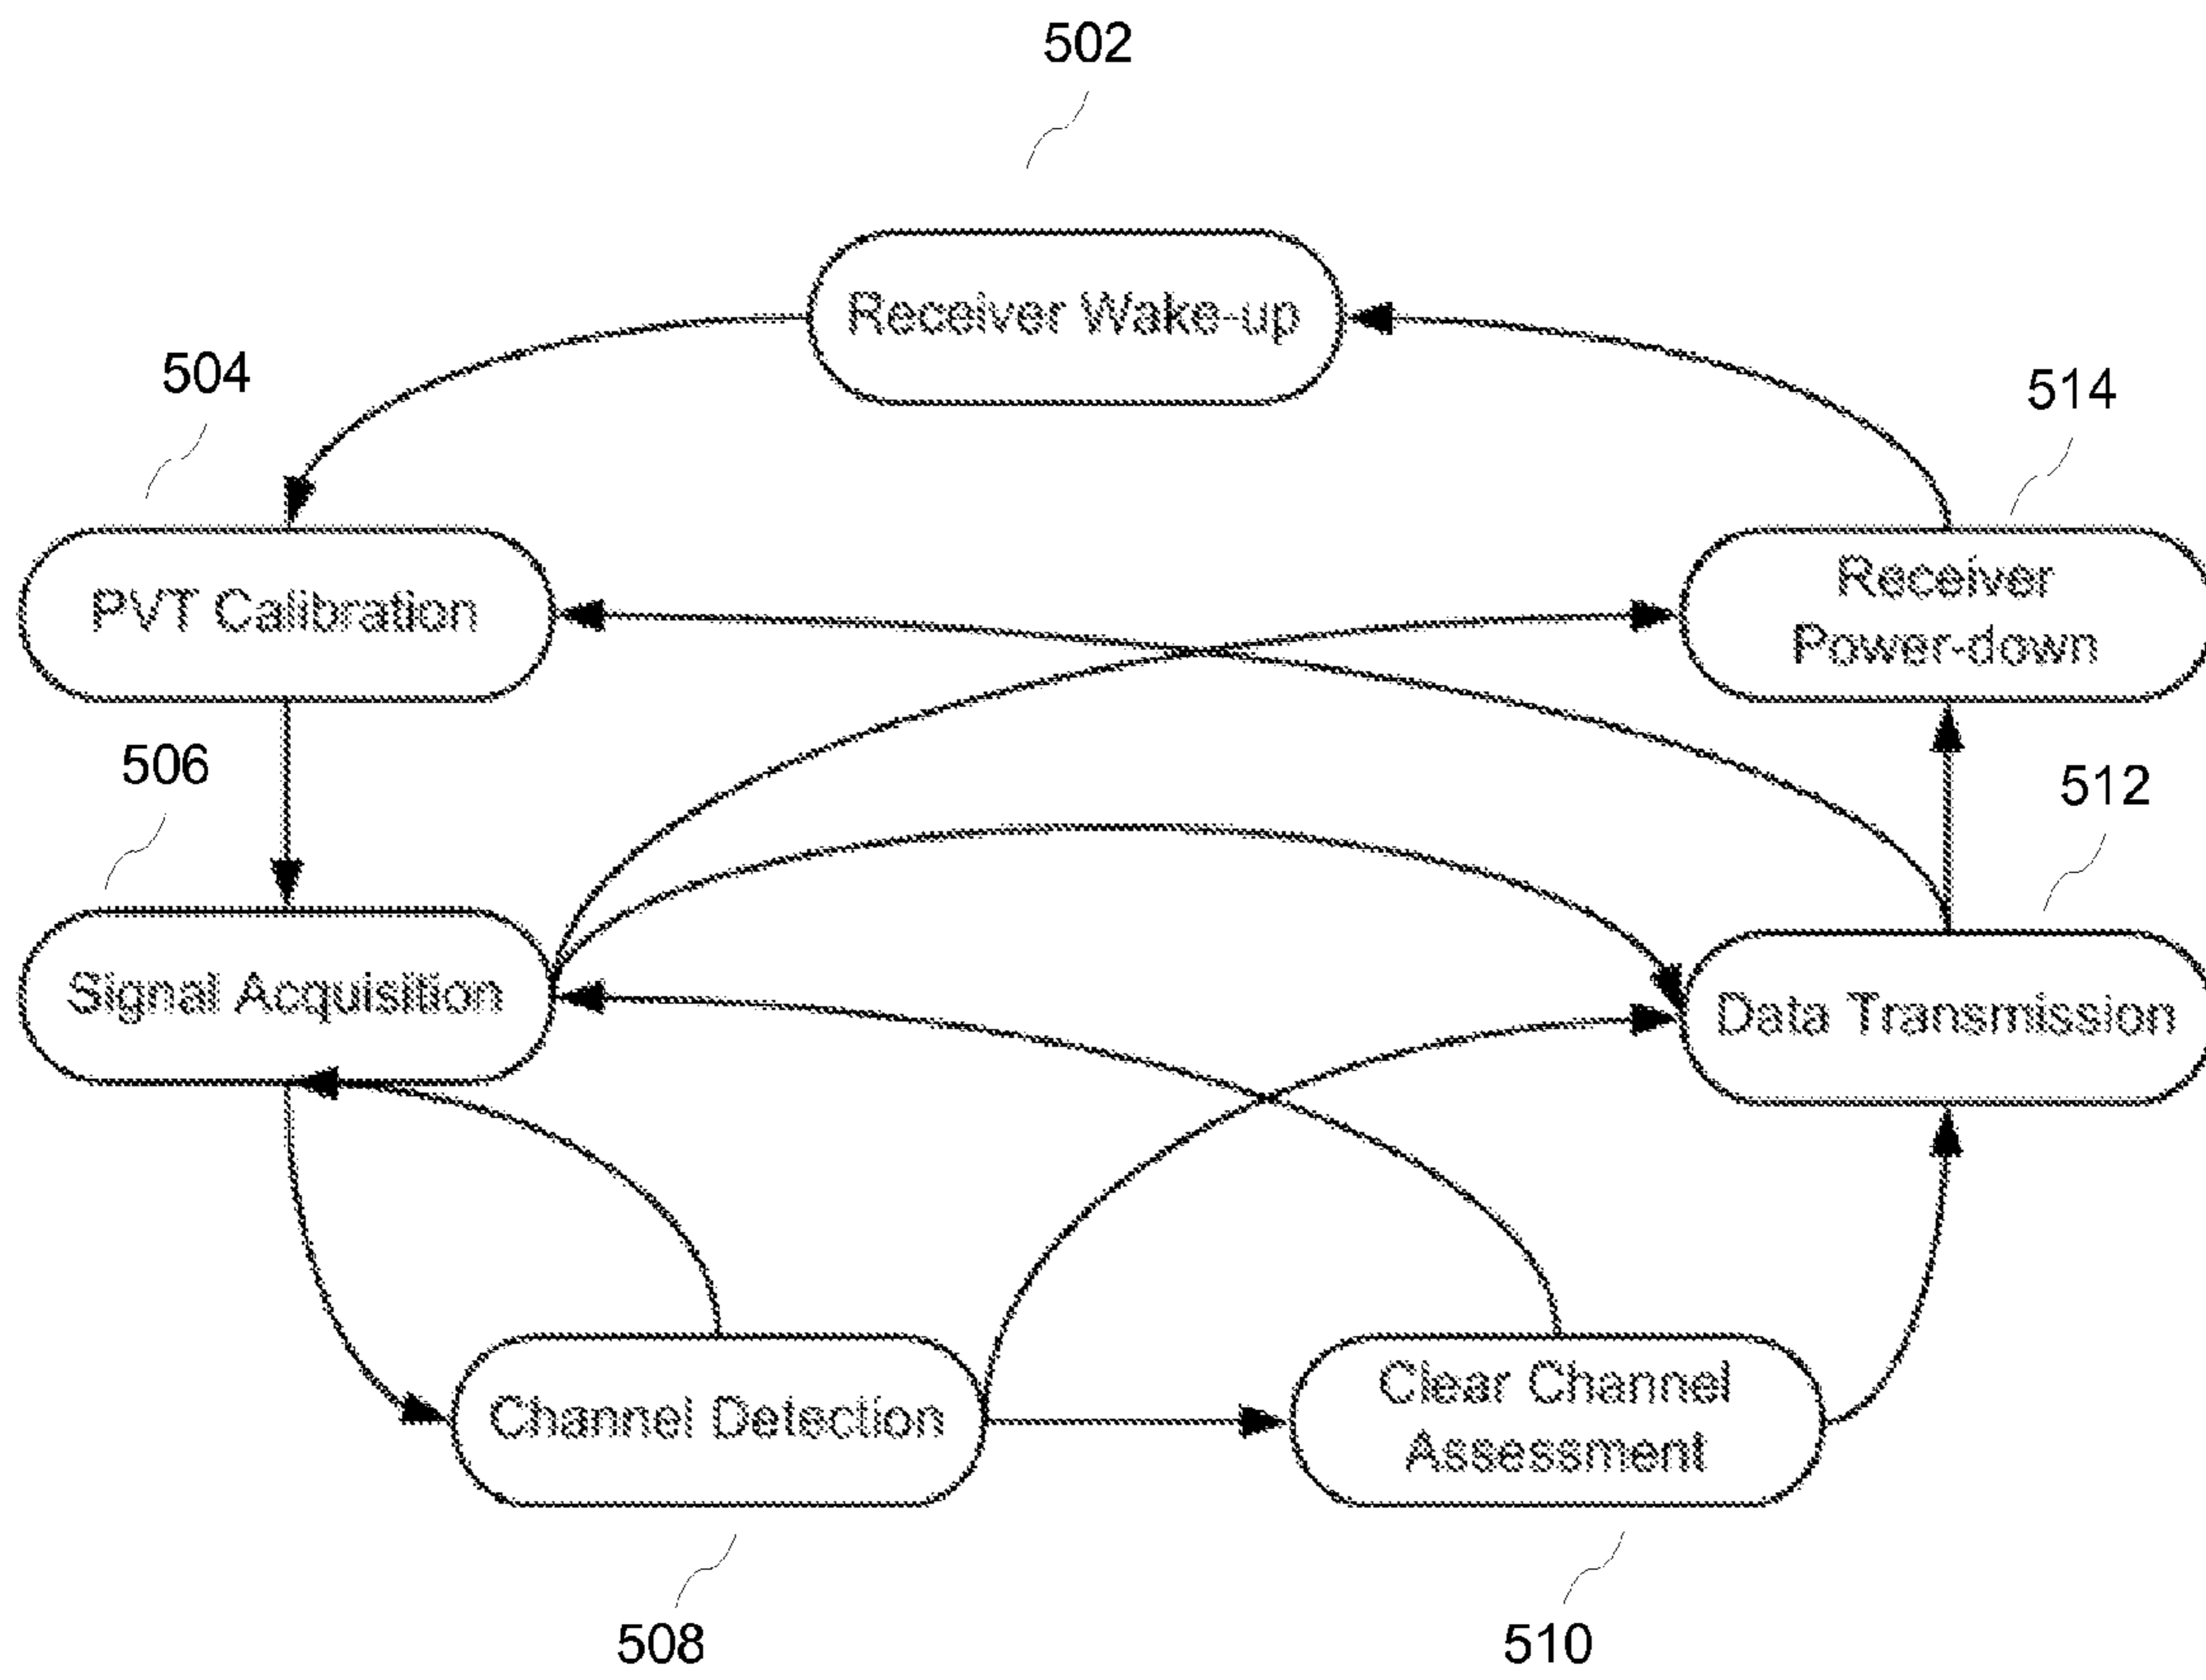 502
Receiver Wake-up
504
514
PVT Calibration
Receiver
Power-down
506
512
Signal Acquisition
Data Transmission
Channel Detection
Clear Channel
Assessment
508
510